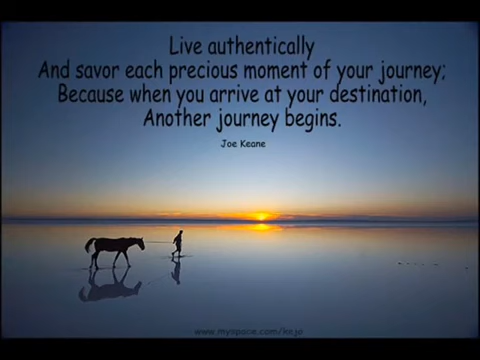 Live authentically
And savor each precious moment of your journey;
Because when you arrive at your destination,
Another journey begins.
Joe Keane
www.myspace.com/kejo